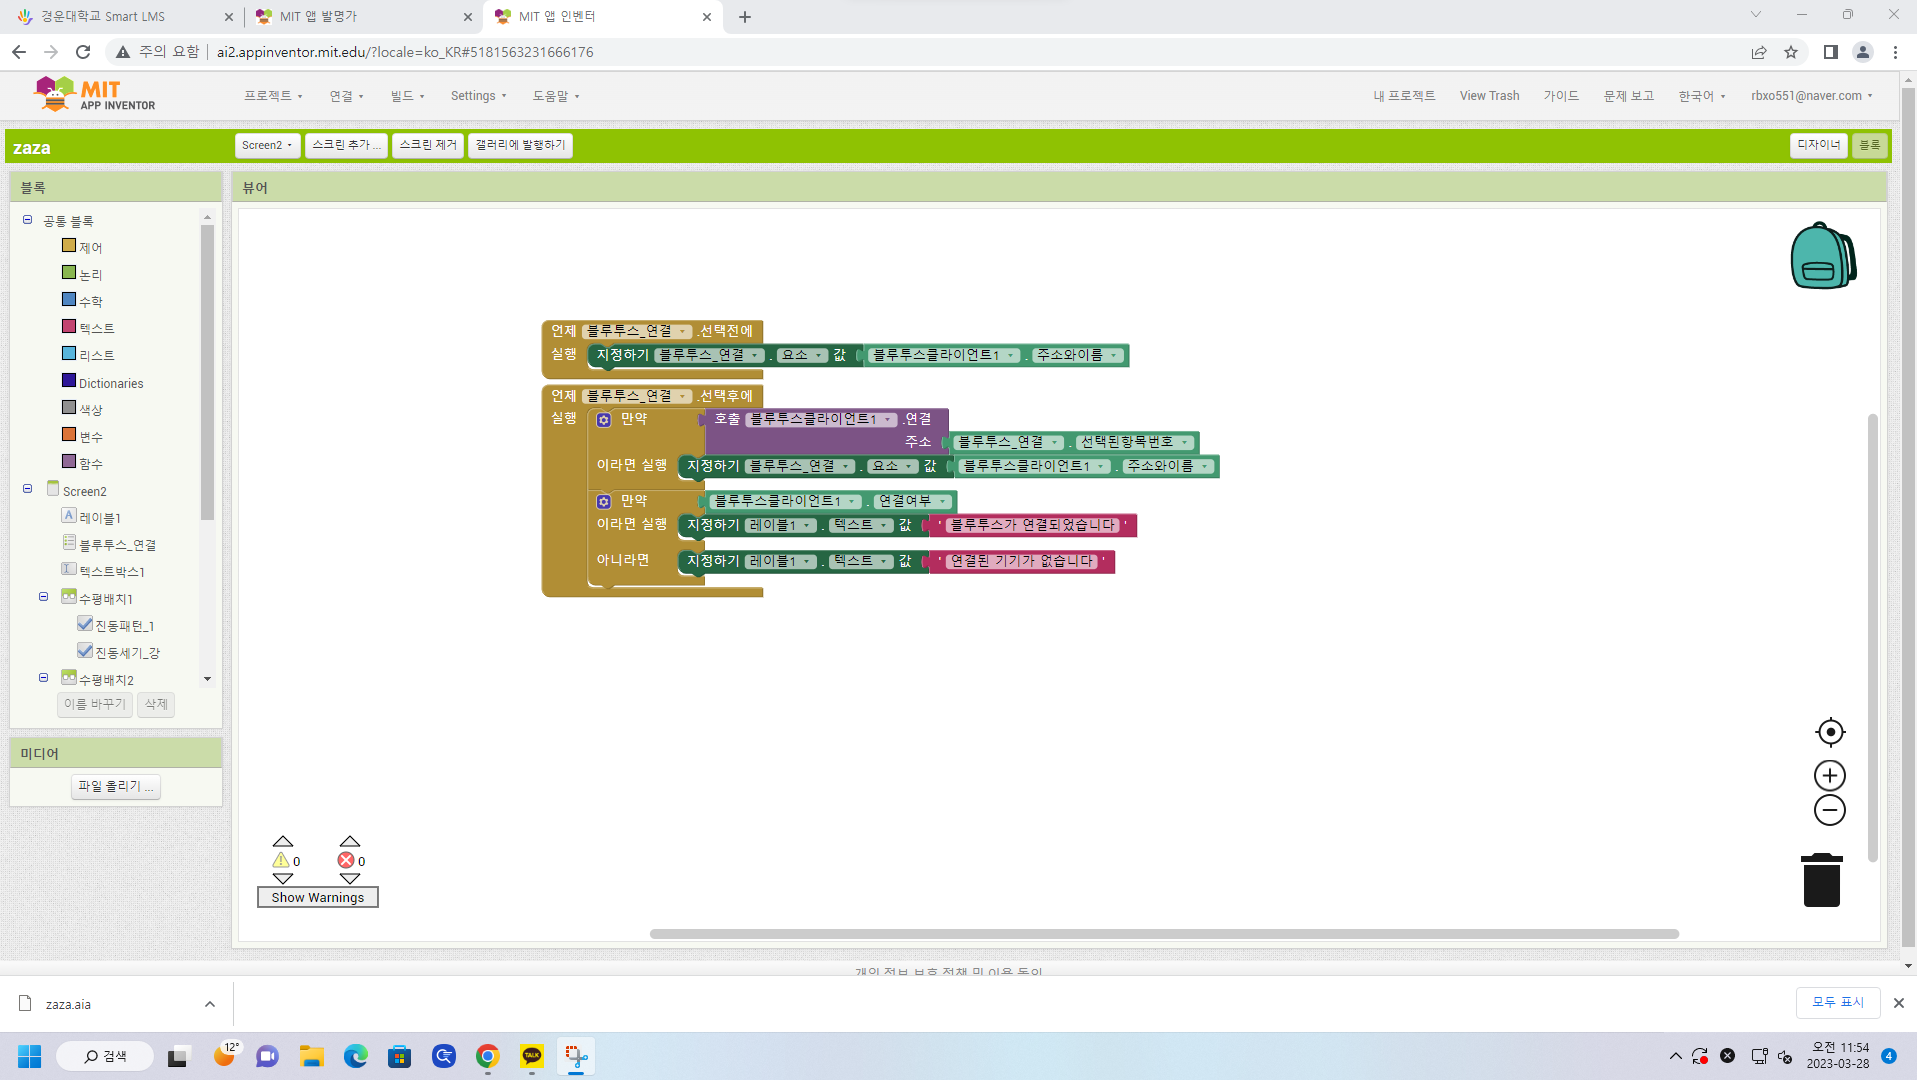 경운대학교 Smart LMS
MIT 앱 발명가
MIT 앱 인벤터
주의 요함
ai2.appinventor.mit.edu/?locale=ko_KR#5181563231666176
MIT
APP INVENTOR
프로젝트
연결
빌드
Settings
도움말
내 프로젝트
View Trash
가이드
문제 보고
한국어
rbxo551@naver.com
zaza
Screen2
스크린 추가 ...
스크린 제거
갤러리에 발행하기
디자이너
블록
블록
뷰어
공통 블록
제어
논리
수학
텍스트
리스트
Dictionaries
색상
변수
함수
Screen2
레이블1
블루투스_연결
텍스트박스1
수평배치1
진동패턴_1
진동세기_강
수평배치2
이름 바꾸기
삭제
미디어
파일 올리기 ...
언제 블루투스_연결 .선택전에
실행 지정하기 블루투스_연결 . 요소 값 블루투스클라이언트1 . 주소와이름
언제 블루투스_연결 .선택후에
실행 만약 호출 블루투스클라이언트1 .연결
주소 블루투스_연결 . 선택된항목번호
이라면 실행 지정하기 블루투스_연결 . 요소 값 블루투스클라이언트1 . 주소와이름
만약 블루투스클라이언트1 . 연결여부
이라면 실행 지정하기 레이블1 . 텍스트 값 ' 블루투스가 연결되었습니다 '
아니라면 지정하기 레이블1 . 텍스트 값 ' 연결된 기기가 없습니다 '
0
0
Show Warnings
개인 정보 보호 정책 및 이용 동의
zaza.aia
모두 표시
검색
12°
TALK
오전 11:54
2023-03-28
4